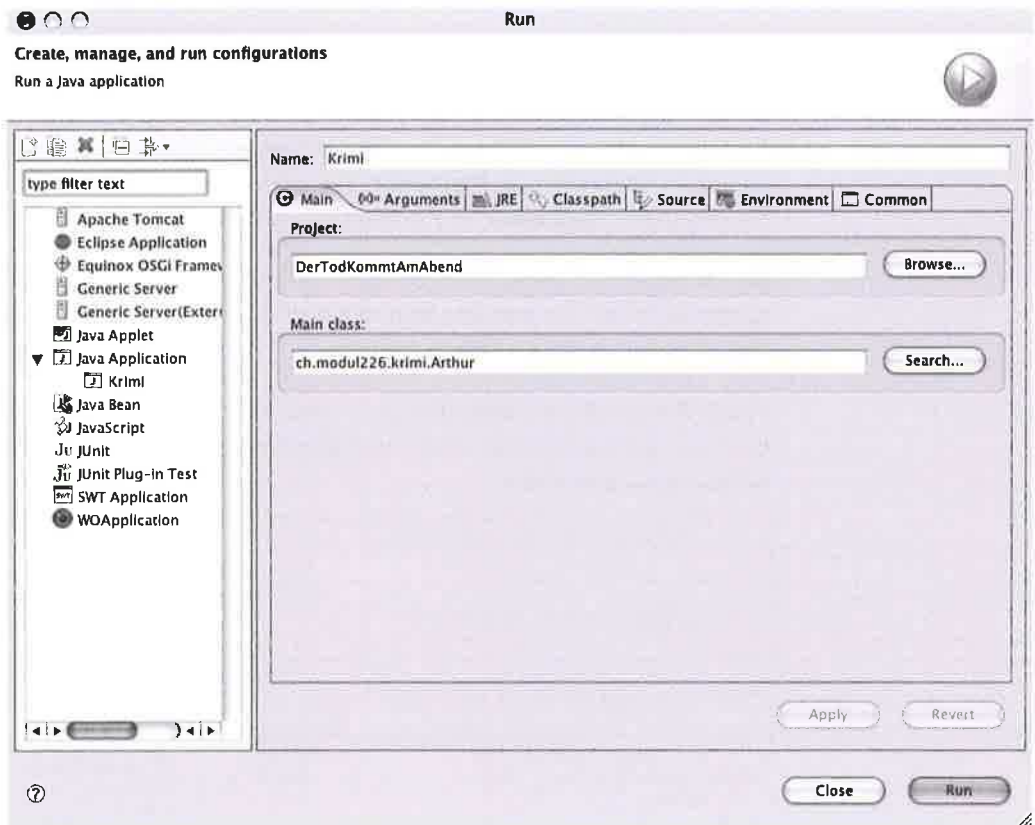 Run
Create, manage, and run configurations
Run a Java application
type filter text
Apache Tomcat
Eclipse Application
Equinox OSGi Framew
Generic Server
Generic Server(Extern
Java Applet
Java Application
Krimi
Java Bean
JavaScript
Ju JUnit
JUnit Plug-in Test
SWT Application
WOApplication
Name: Krimi
Main Arguments JRE Classpath Source Environment Common
Project:
DerTodKommtAmAbend
Browse...
Main class:
ch.modul226.krimi.Arthur
Search...
Apply Revert
Close Run